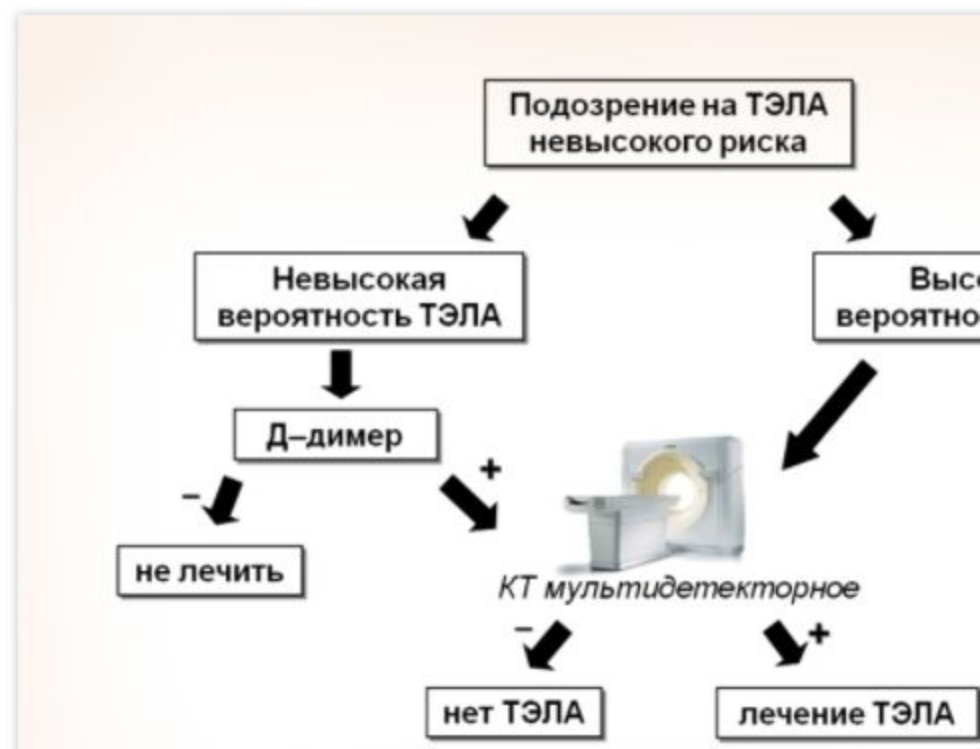 Подозрение на ТЭЛА
невысокого риска
Невысокая
вероятность ТЭЛА
Д–димер
+
–
не лечить
КТ мультидетекторное
–
+
нет ТЭЛА
лечение ТЭЛА